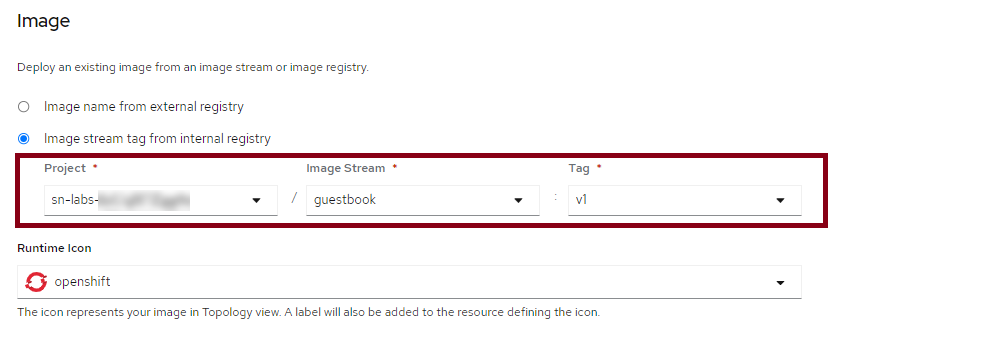 Image
Deploy an existing image from an image stream or image registry.
Image name from external registry
Image stream tag from internal registry
Project * Image Stream * Tag *
sn-labs- / guestbook : v1
Runtime Icon
openshift
The icon represents your image in Topology view. A label will also be added to the resource defining the icon.